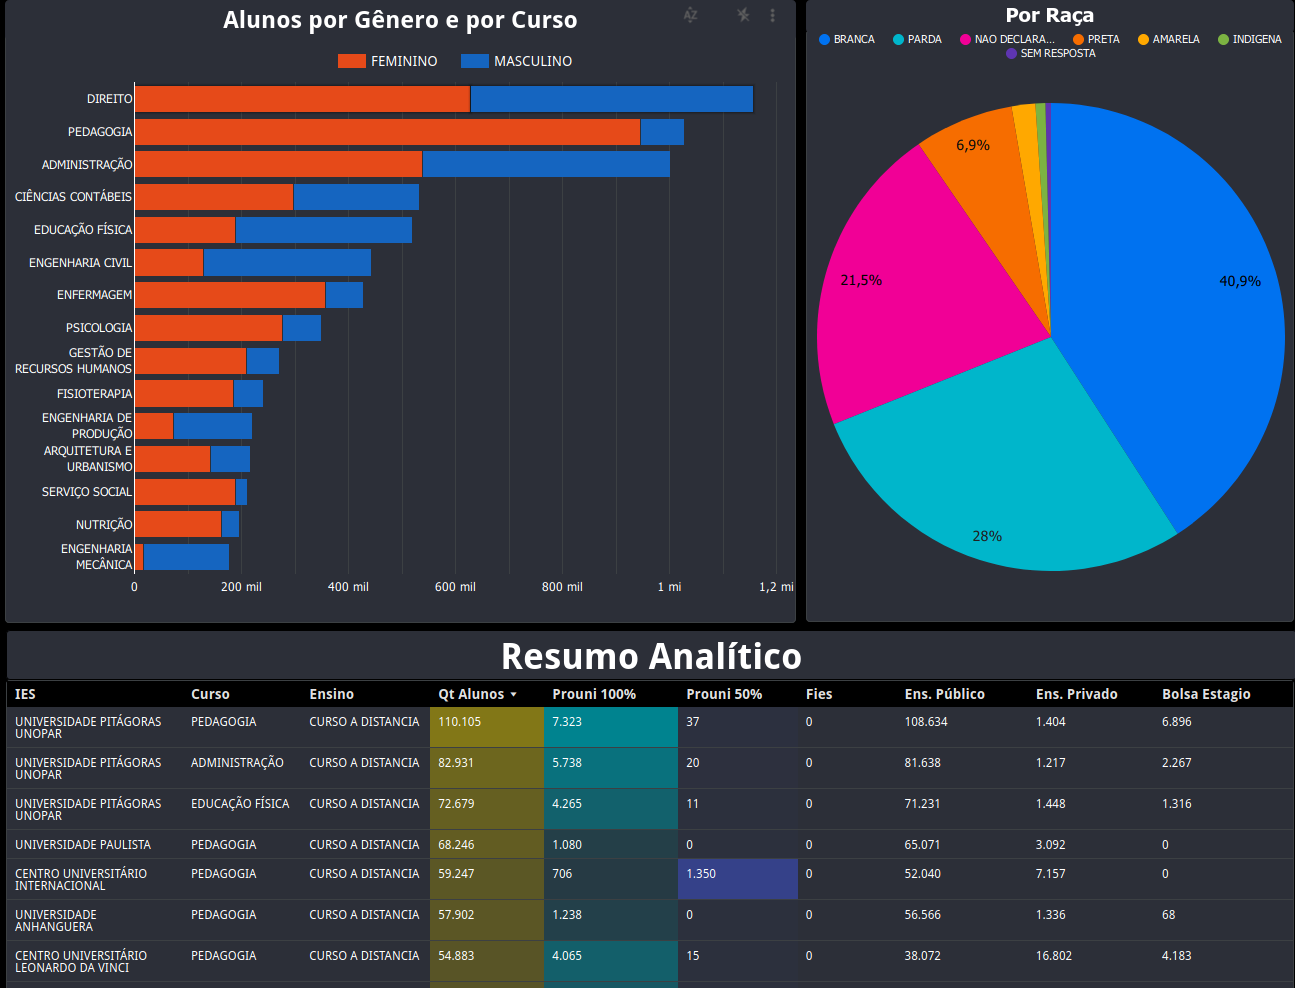 Alunos por Gênero e por Curso
FEMININO MASCULINO
DIREITO
PEDAGOGIA
ADMINISTRAÇÃO
CIÊNCIAS CONTÁBEIS
EDUCAÇÃO FÍSICA
ENGENHARIA CIVIL
ENFERMAGEM
PSICOLOGIA
GESTÃO DE
RECURSOS HUMANOS
FISIOTERAPIA
ENGENHARIA DE
PRODUÇÃO
ARQUITETURA E
URBANISMO
SERVIÇO SOCIAL
NUTRIÇÃO
ENGENHARIA
MECÂNICA
0 200 mil 400 mil 600 mil 800 mil 1 mi 1,2 mi
Por Raça
BRANCA PARDA NAO DECLARA... PRETA AMARELA INDIGENA
SEM RESPOSTA
6,9%
21,5%
40,9%
28%
Resumo Analítico
IES Curso Ensino Qt Alunos Prouni 100% Prouni 50% Fies Ens. Público Ens. Privado Bolsa Estagio
UNIVERSIDADE PITÁGORAS PEDAGOGIA CURSO A DISTANCIA 110.105 7.323 37 0 108.634 1.404 6.896
UNOPAR
UNIVERSIDADE PITÁGORAS ADMINISTRAÇÃO CURSO A DISTANCIA 82.931 5.738 20 0 81.638 1.217 2.267
UNOPAR
UNIVERSIDADE PITÁGORAS EDUCAÇÃO FÍSICA CURSO A DISTANCIA 72.679 4.265 11 0 71.231 1.448 1.316
UNOPAR
UNIVERSIDADE PAULISTA PEDAGOGIA CURSO A DISTANCIA 68.246 1.080 0 0 65.071 3.092 0
CENTRO UNIVERSITÁRIO PEDAGOGIA CURSO A DISTANCIA 59.247 706 1.350 0 52.040 7.157 0
INTERNACIONAL
UNIVERSIDADE PEDAGOGIA CURSO A DISTANCIA 57.902 1.238 0 0 56.566 1.336 68
ANHANGUERA
CENTRO UNIVERSITÁRIO PEDAGOGIA CURSO A DISTANCIA 54.883 4.065 15 0 38.072 16.802 4.183
LEONARDO DA VINCI